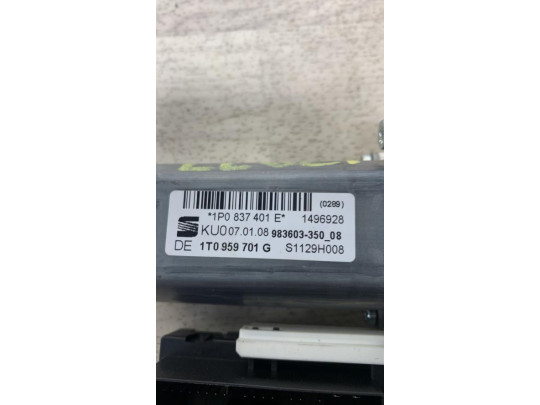 (0289)
*1P0 837 401 E* 1496928
KU0 07.01.08 983603-350_08
DE 1T0 959 701 G S1129H008